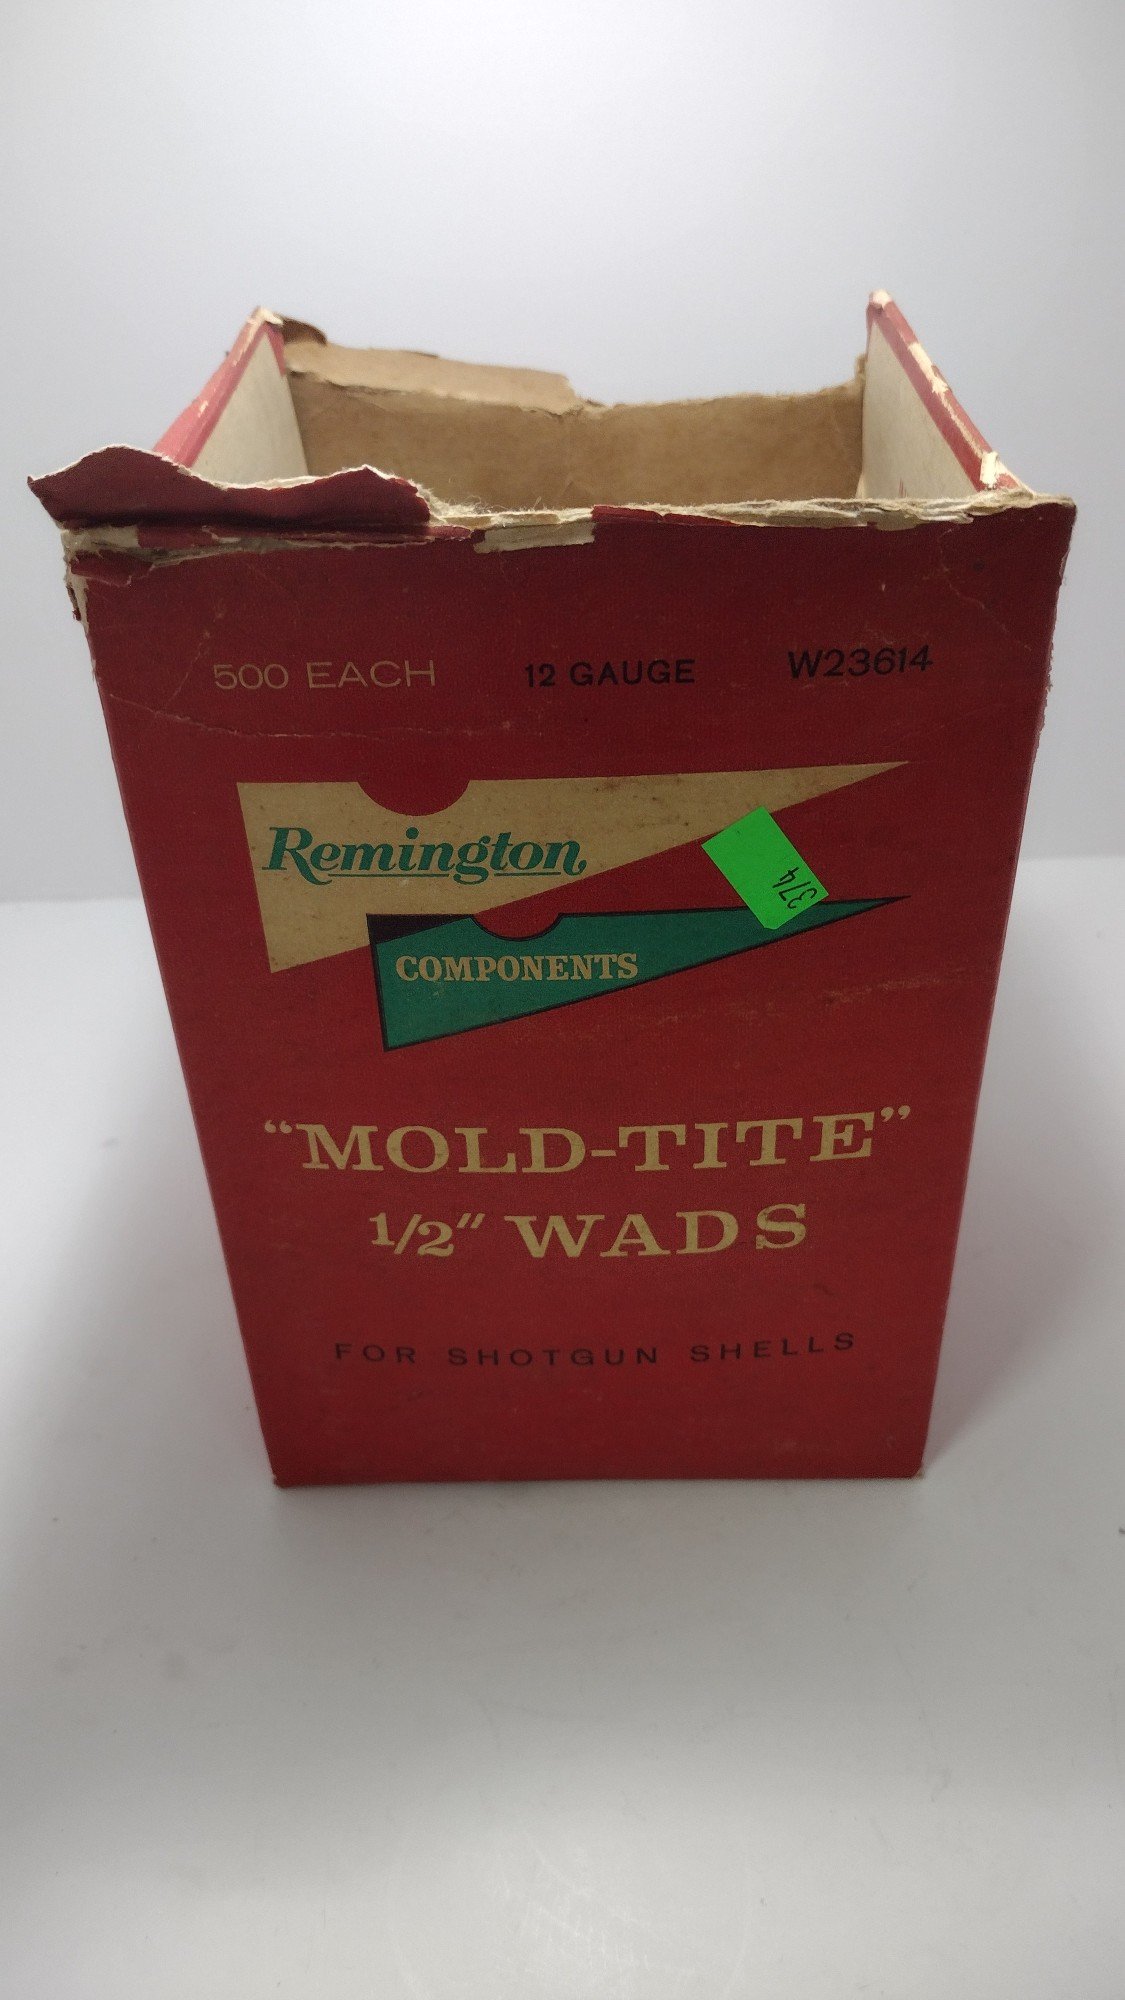 500 EACH 12 GAUGE W23614
Remington
374
COMPONENTS
"MOLD-TITE"
1/2" WADS
FOR SHOTGUN SHELLS